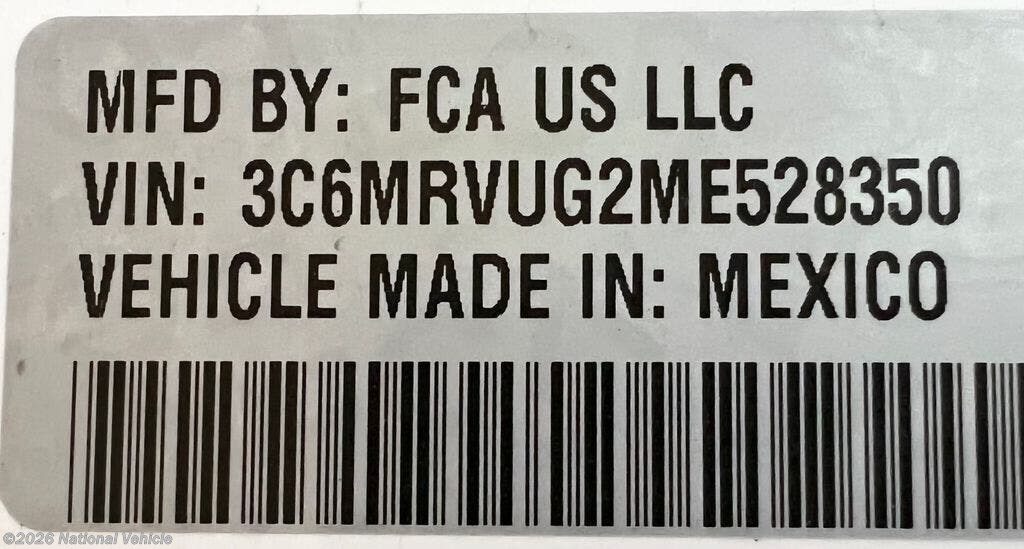 MFD BY: FCA US LLC
VIN: 3C6MRVUG2ME528350
VEHICLE MADE IN: MEXICO
©2026 National Vehicle